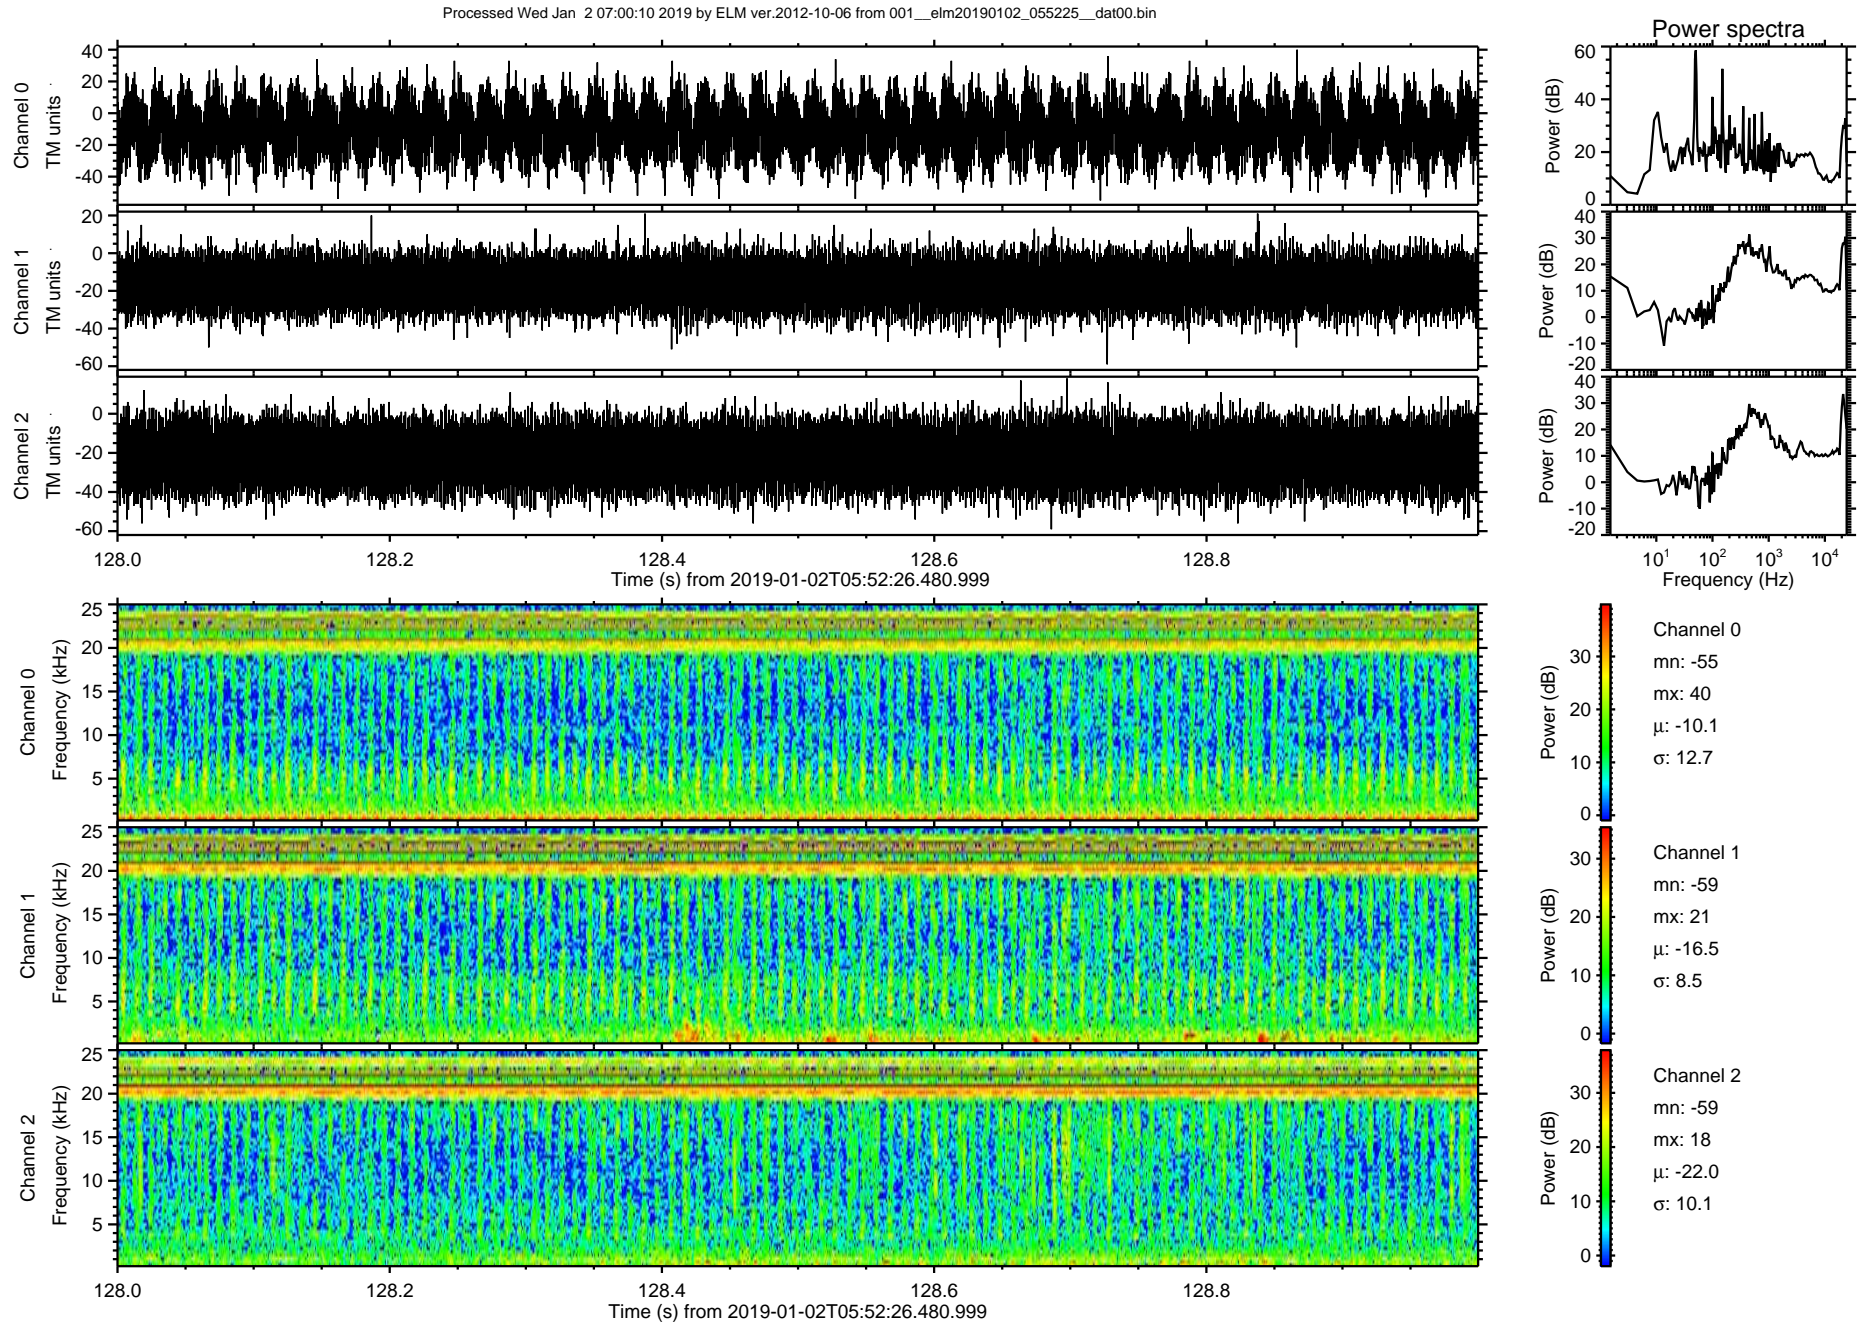 Processed Wed Jan 2 07:00:10 2019 by ELM ver.2012-10-06 from 001__elm20190102_055225__dat00.bin
Power spectra
Channel 0
TM units
40
20
0
-20
-40
Power (dB)
60
40
20
0
Channel 1
TM units
20
0
-20
-40
-60
Power (dB)
40
30
20
10
0
-10
-20
Channel 2
TM units
0
-20
-40
-60
Power (dB)
40
30
20
10
0
-10
-20
128.0 128.2 128.4 128.6 128.8
Time (s) from 2019-01-02T05:52:26.480.999
10¹ 10² 10³ 10⁴
Frequency (Hz)
Channel 0
Frequency (kHz)
25
20
15
10
5
Power (dB)
30
20
10
0
Channel 0
mn: -55
mx: 40
μ: -10.1
σ: 12.7
Channel 1
Frequency (kHz)
25
20
15
10
5
Power (dB)
30
20
10
0
Channel 1
mn: -59
mx: 21
μ: -16.5
σ: 8.5
Channel 2
Frequency (kHz)
25
20
15
10
5
Power (dB)
30
20
10
0
Channel 2
mn: -59
mx: 18
μ: -22.0
σ: 10.1
128.0 128.2 128.4 128.6 128.8
Time (s) from 2019-01-02T05:52:26.480.999